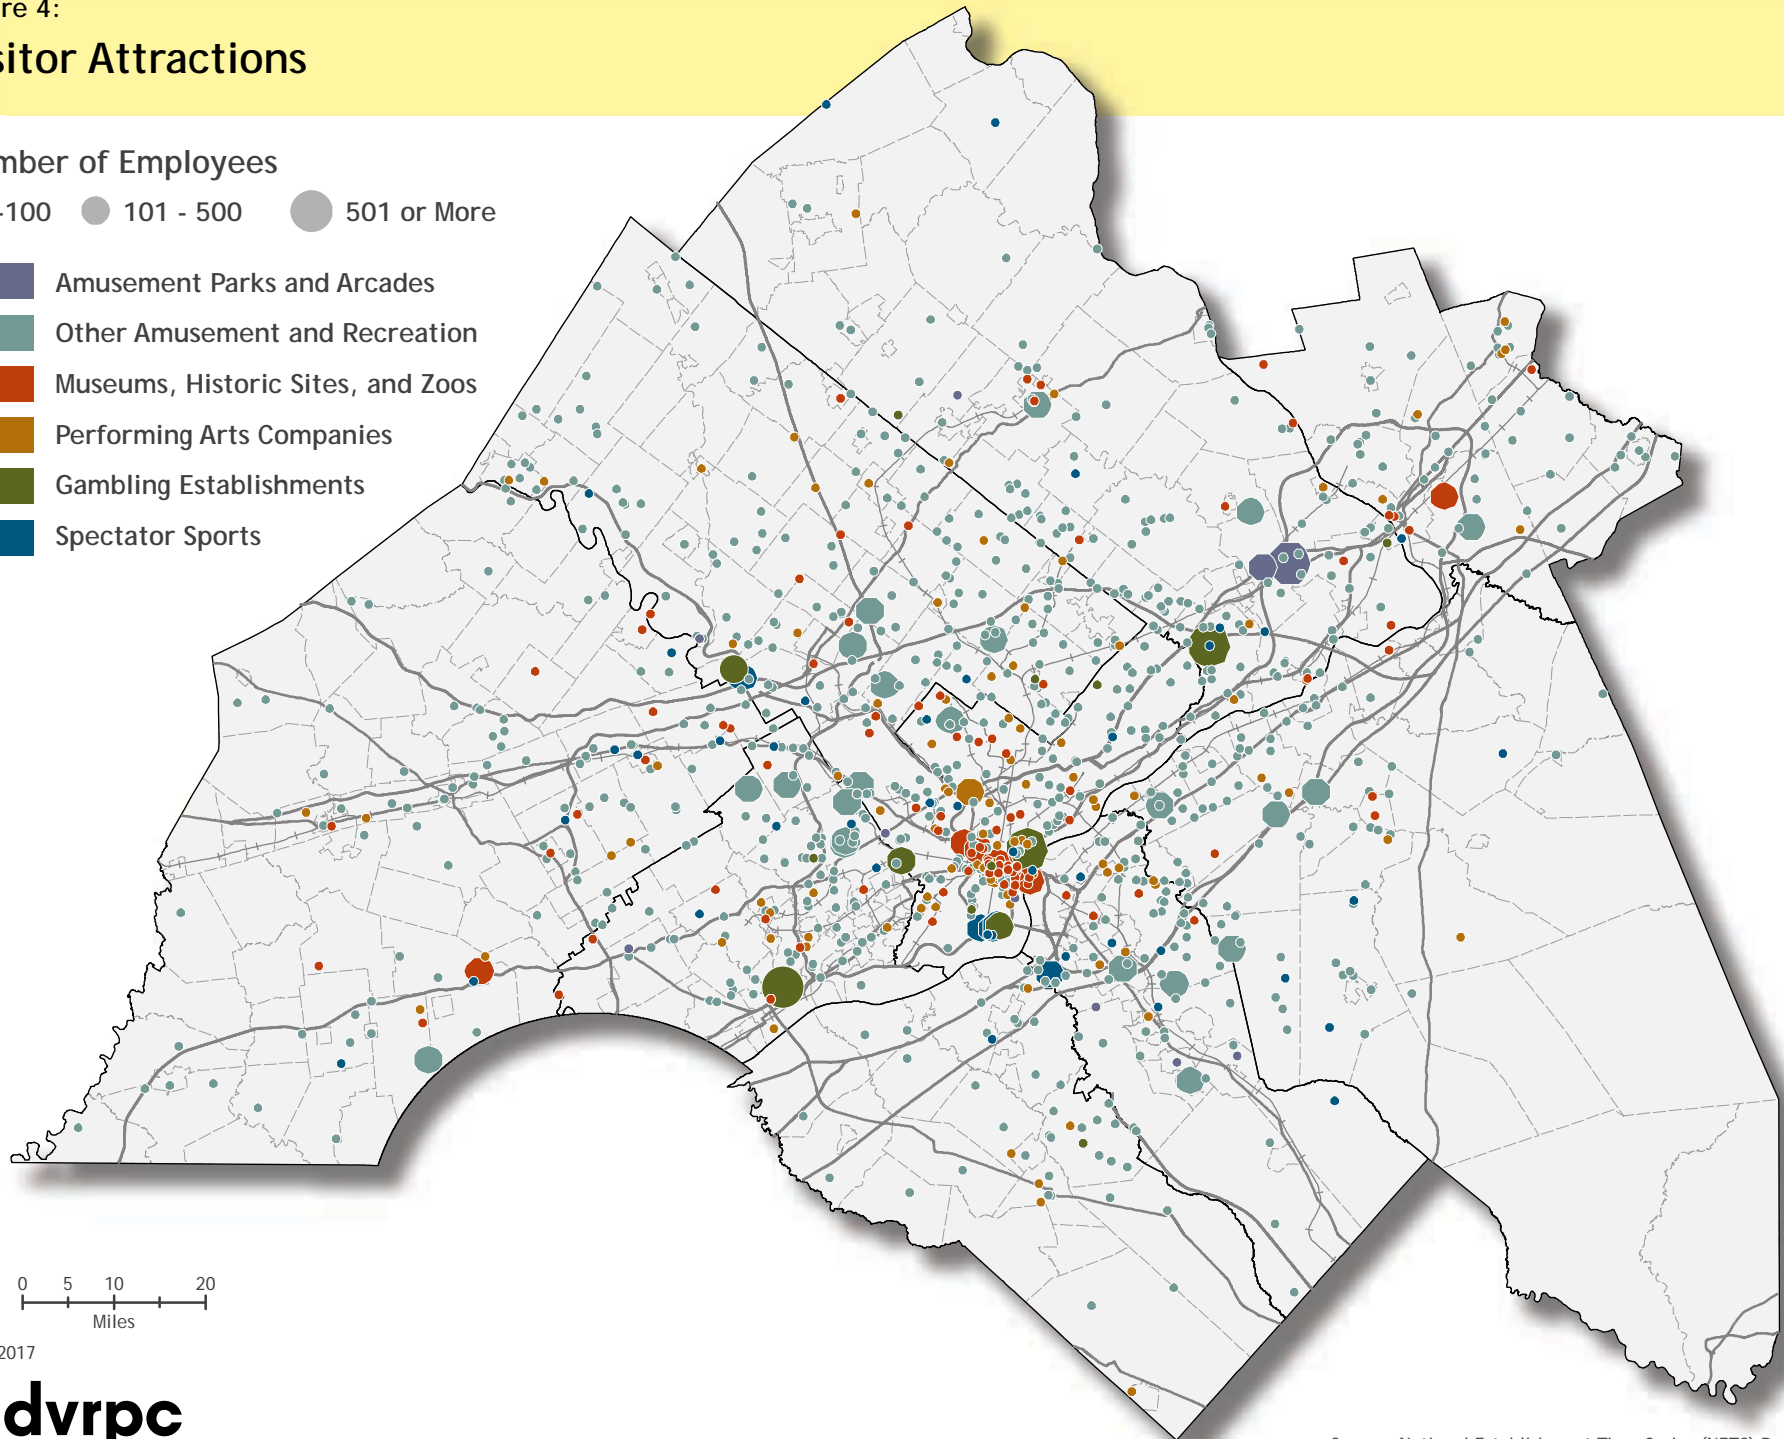 re 4:
sitor Attractions
mber of Employees
-100 101 - 500 501 or More
Amusement Parks and Arcades
Other Amusement and Recreation
Museums, Historic Sites, and Zoos
Performing Arts Companies
Gambling Establishments
Spectator Sports
0 5 10 20
Miles
2017
dvrpc